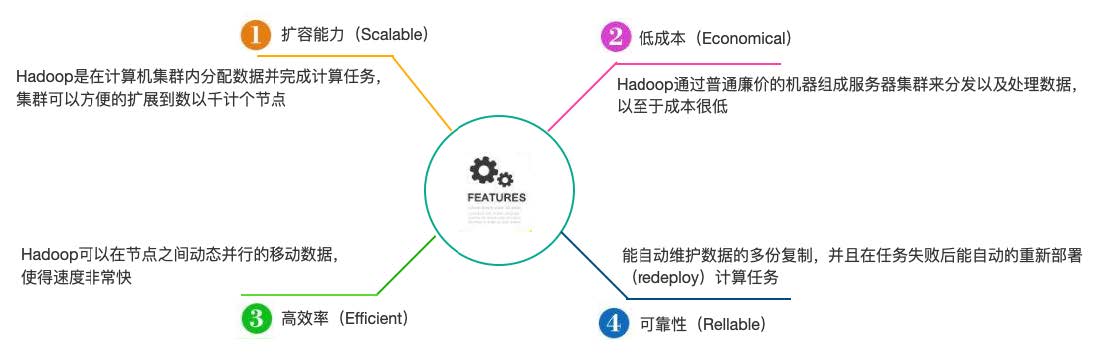 1 扩容能力（Scalable）
Hadoop是在计算机集群内分配数据并完成计算任务，
集群可以方便的扩展到数以千计个节点
2 低成本（Economical）
Hadoop通过普通廉价的机器组成服务器集群来分发以及处理数据，
以至于成本很低
FEATURES
Hadoop可以在节点之间动态并行的移动数据，
使得速度非常快
3 高效率（Efficient）
能自动维护数据的多份复制，并且在任务失败后能自动的重新部署
（redeploy）计算任务
4 可靠性（Rellable）